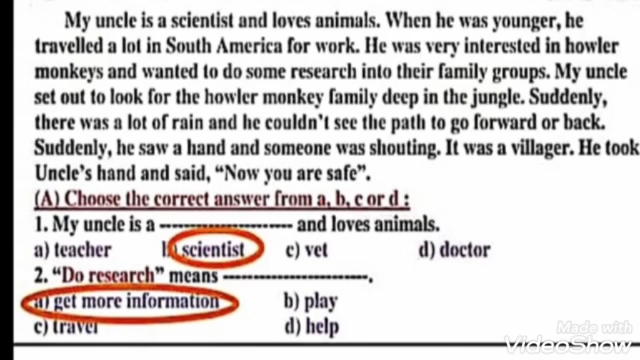 My uncle is a scientist and loves animals. When he was younger, he
travelled a lot in South America for work. He was very interested in howler
monkeys and wanted to do some research into their family groups. My uncle
set out to look for the howler monkey family deep in the jungle. Suddenly,
there was a lot of rain and he couldn't see the path to go forward or back.
Suddenly, he saw a hand and someone was shouting. It was a villager. He took
Uncle's hand and said, "Now you are safe".
(A) Choose the correct answer from a, b, c or d :
1. My uncle is a -------------------- and loves animals.
a) teacher b) scientist c) vet d) doctor
2. "Do research" means ----------------------.
a) get more information b) play
c) travel d) help
Made with
VideoShow